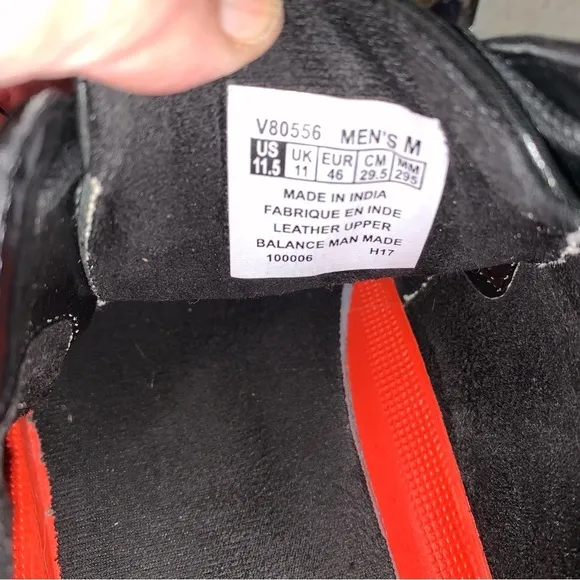 V80556 MEN'S M
US UK EUR CM MM
11.5 11 46 29.5 295
MADE IN INDIA
FABRIQUE EN INDE
LEATHER UPPER
BALANCE MAN MADE
100006 H17